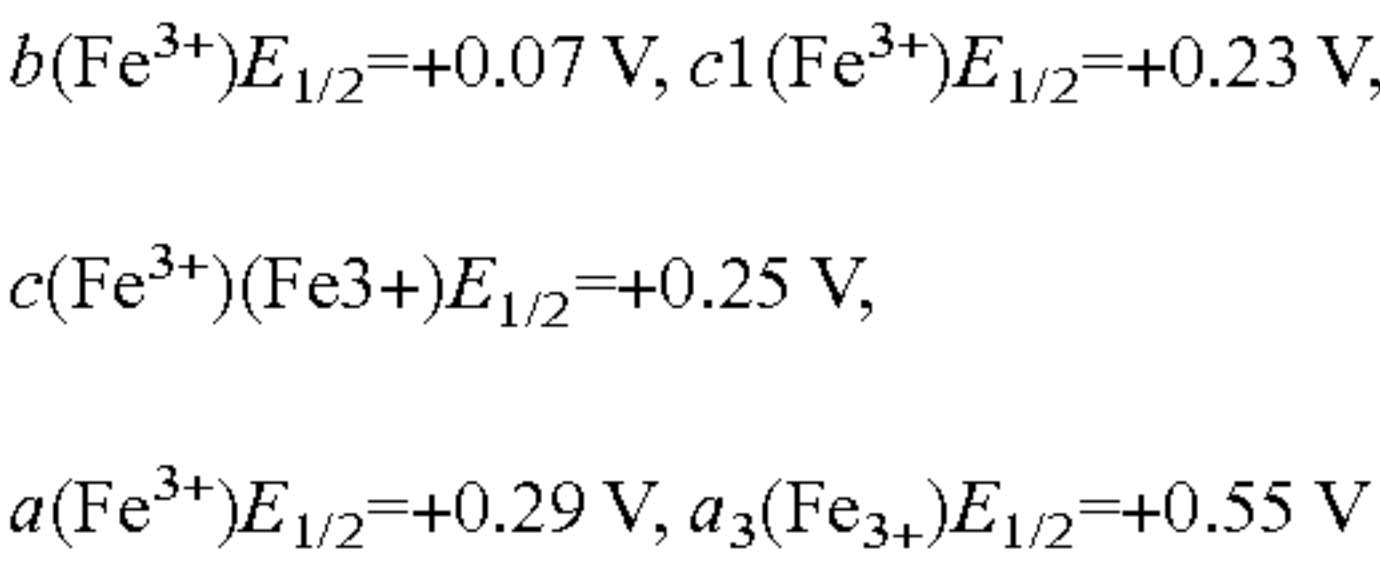 b(Fe³⁺)E₁/₂=+0.07 V, c1(Fe³⁺)E₁/₂=+0.23 V,
c(Fe³⁺)(Fe3+)E₁/₂=+0.25 V,
a(Fe³⁺)E₁/₂=+0.29 V, a₃(Fe₃₊)E₁/₂=+0.55 V